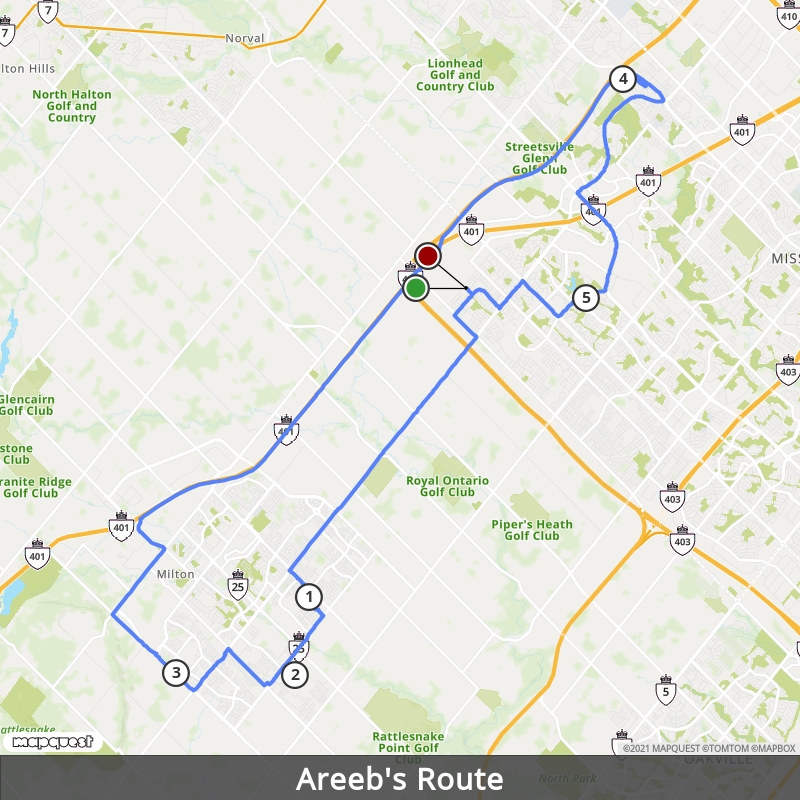 7
7
410
Norval
lton Hills
Lionhead
Golf and
Country Club
North Halton
Golf and
Country
4
401
Streetsville
Glenn
Golf Club
401
401
401
MISS
5
403
401
Glencairn
Golf Club
stone
Club
ranite Ridge
Golf Club
Royal Ontario
Golf Club
403
Piper's Heath
Golf Club
401
403
401
Milton
25
1
25
3
2
5
Rattlesnake
Point Golf
Club
attlesnake
mapquest
©2021 MAPQUEST ©TOMTOM ©MAPBOX
OAKVILLE
North Park
Areeb's Route